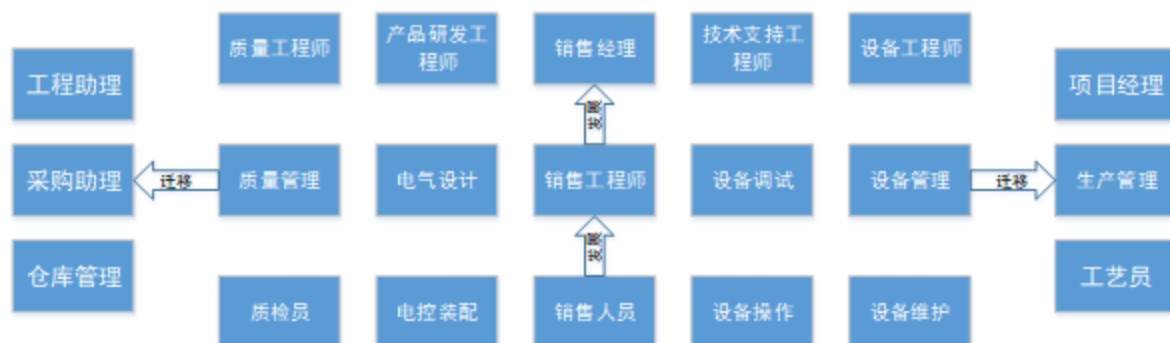 质量工程师
产品研发工
程师
销售经理
技术支持工
程师
设备工程师
工程助理
项目经理
发展
采购助理
迁移
质量管理
电气设计
销售工程师
设备调试
设备管理
迁移
生产管理
发展
仓库管理
工艺员
质检员
电控装配
销售人员
设备操作
设备维护